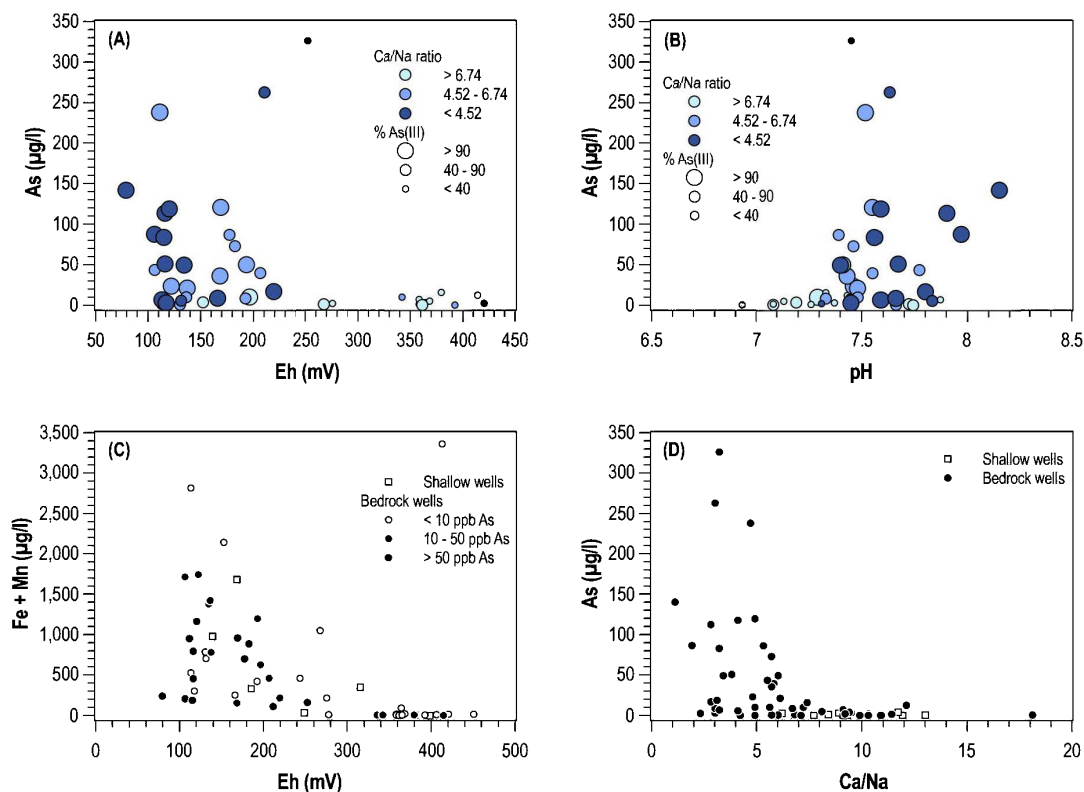 (A)
350
300
250
200
150
100
50
0
As (µg/l)
Ca/Na ratio
> 6.74
4.52 - 6.74
< 4.52
% As(III)
> 90
40 - 90
< 40
50 100 150 200 250 300 350 400 450
Eh (mV)
(B)
350
300
250
200
150
100
50
0
As (µg/l)
Ca/Na ratio
> 6.74
4.52 - 6.74
< 4.52
% As(III)
> 90
40 - 90
< 40
6.5 7 7.5 8 8.5
pH
(C)
3,500
3,000
2,500
2,000
1,500
1,000
500
0
Fe + Mn (µg/l)
Shallow wells
Bedrock wells
< 10 ppb As
10 - 50 ppb As
> 50 ppb As
0 100 200 300 400 500
Eh (mV)
(D)
350
300
250
200
150
100
50
0
As (µg/l)
Shallow wells
Bedrock wells
0 5 10 15 20
Ca/Na